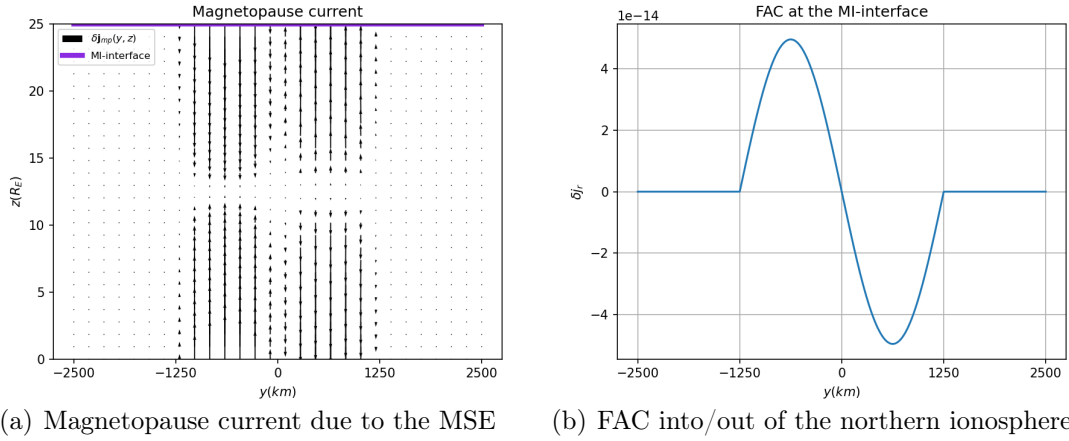 Magnetopause current
25
20
15
10
5
0
z(R_E)
δj_mp(y, z)
MI-interface
−2500 −1250 0 1250 2500
y(km)
(a) Magnetopause current due to the MSE
FAC at the MI-interface
1e−14
4
2
0
−2
−4
δj_r
−2500 −1250 0 1250 2500
y(km)
(b) FAC into/out of the northern ionosphere